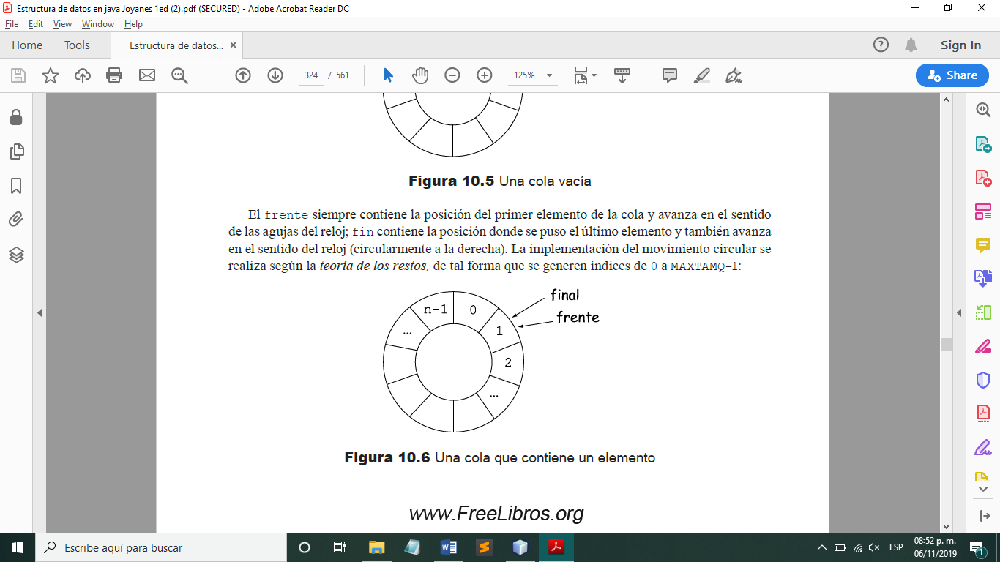 Estructura de datos en java Joyanes 1ed (2).pdf (SECURED) - Adobe Acrobat Reader DC
File Edit View Window Help
Home Tools Estructura de datos... × Sign In
324 / 561 125% Share
...
Figura 10.5 Una cola vacía
El frente siempre contiene la posición del primer elemento de la cola y avanza en el sentido
de las agujas del reloj; fin contiene la posición donde se puso el último elemento y también avanza
en el sentido del reloj (circularmente a la derecha). La implementación del movimiento circular se
realiza según la teoría de los restos, de tal forma que se generen índices de 0 a MAXTAMQ-1:
final
n-1 0 frente
... 1
2
...
Figura 10.6 Una cola que contiene un elemento
www.FreeLibros.org
Escribe aquí para buscar
ESP
08:52 p. m.
06/11/2019
1